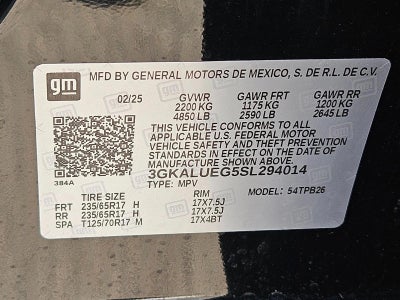 gm MFD BY GENERAL MOTORS DE MEXICO, S. DE R.L. DE C.V.
02/25 GVWR GAWR FRT GAWR RR
2200 KG 1175 KG 1200 KG
4850 LB 2590 LB 2645 LB
THIS VEHICLE CONFORMS TO ALL
APPLICABLE U.S. FEDERAL MOTOR
VEHICLE SAFETY AND THEFT PREVENTION
STANDARDS IN EFFECT ON THE DATE OF
MANUFACTURE SHOWN ABOVE.
3GKALUEG5SL294014
384A TYPE: MPV MODEL: 54TPB26
TIRE SIZE RIM
FRT 235/65R17 H 17X7.5J
RR 235/65R17 H 17X7.5J
SPA T125/70R17 M 17X4BT